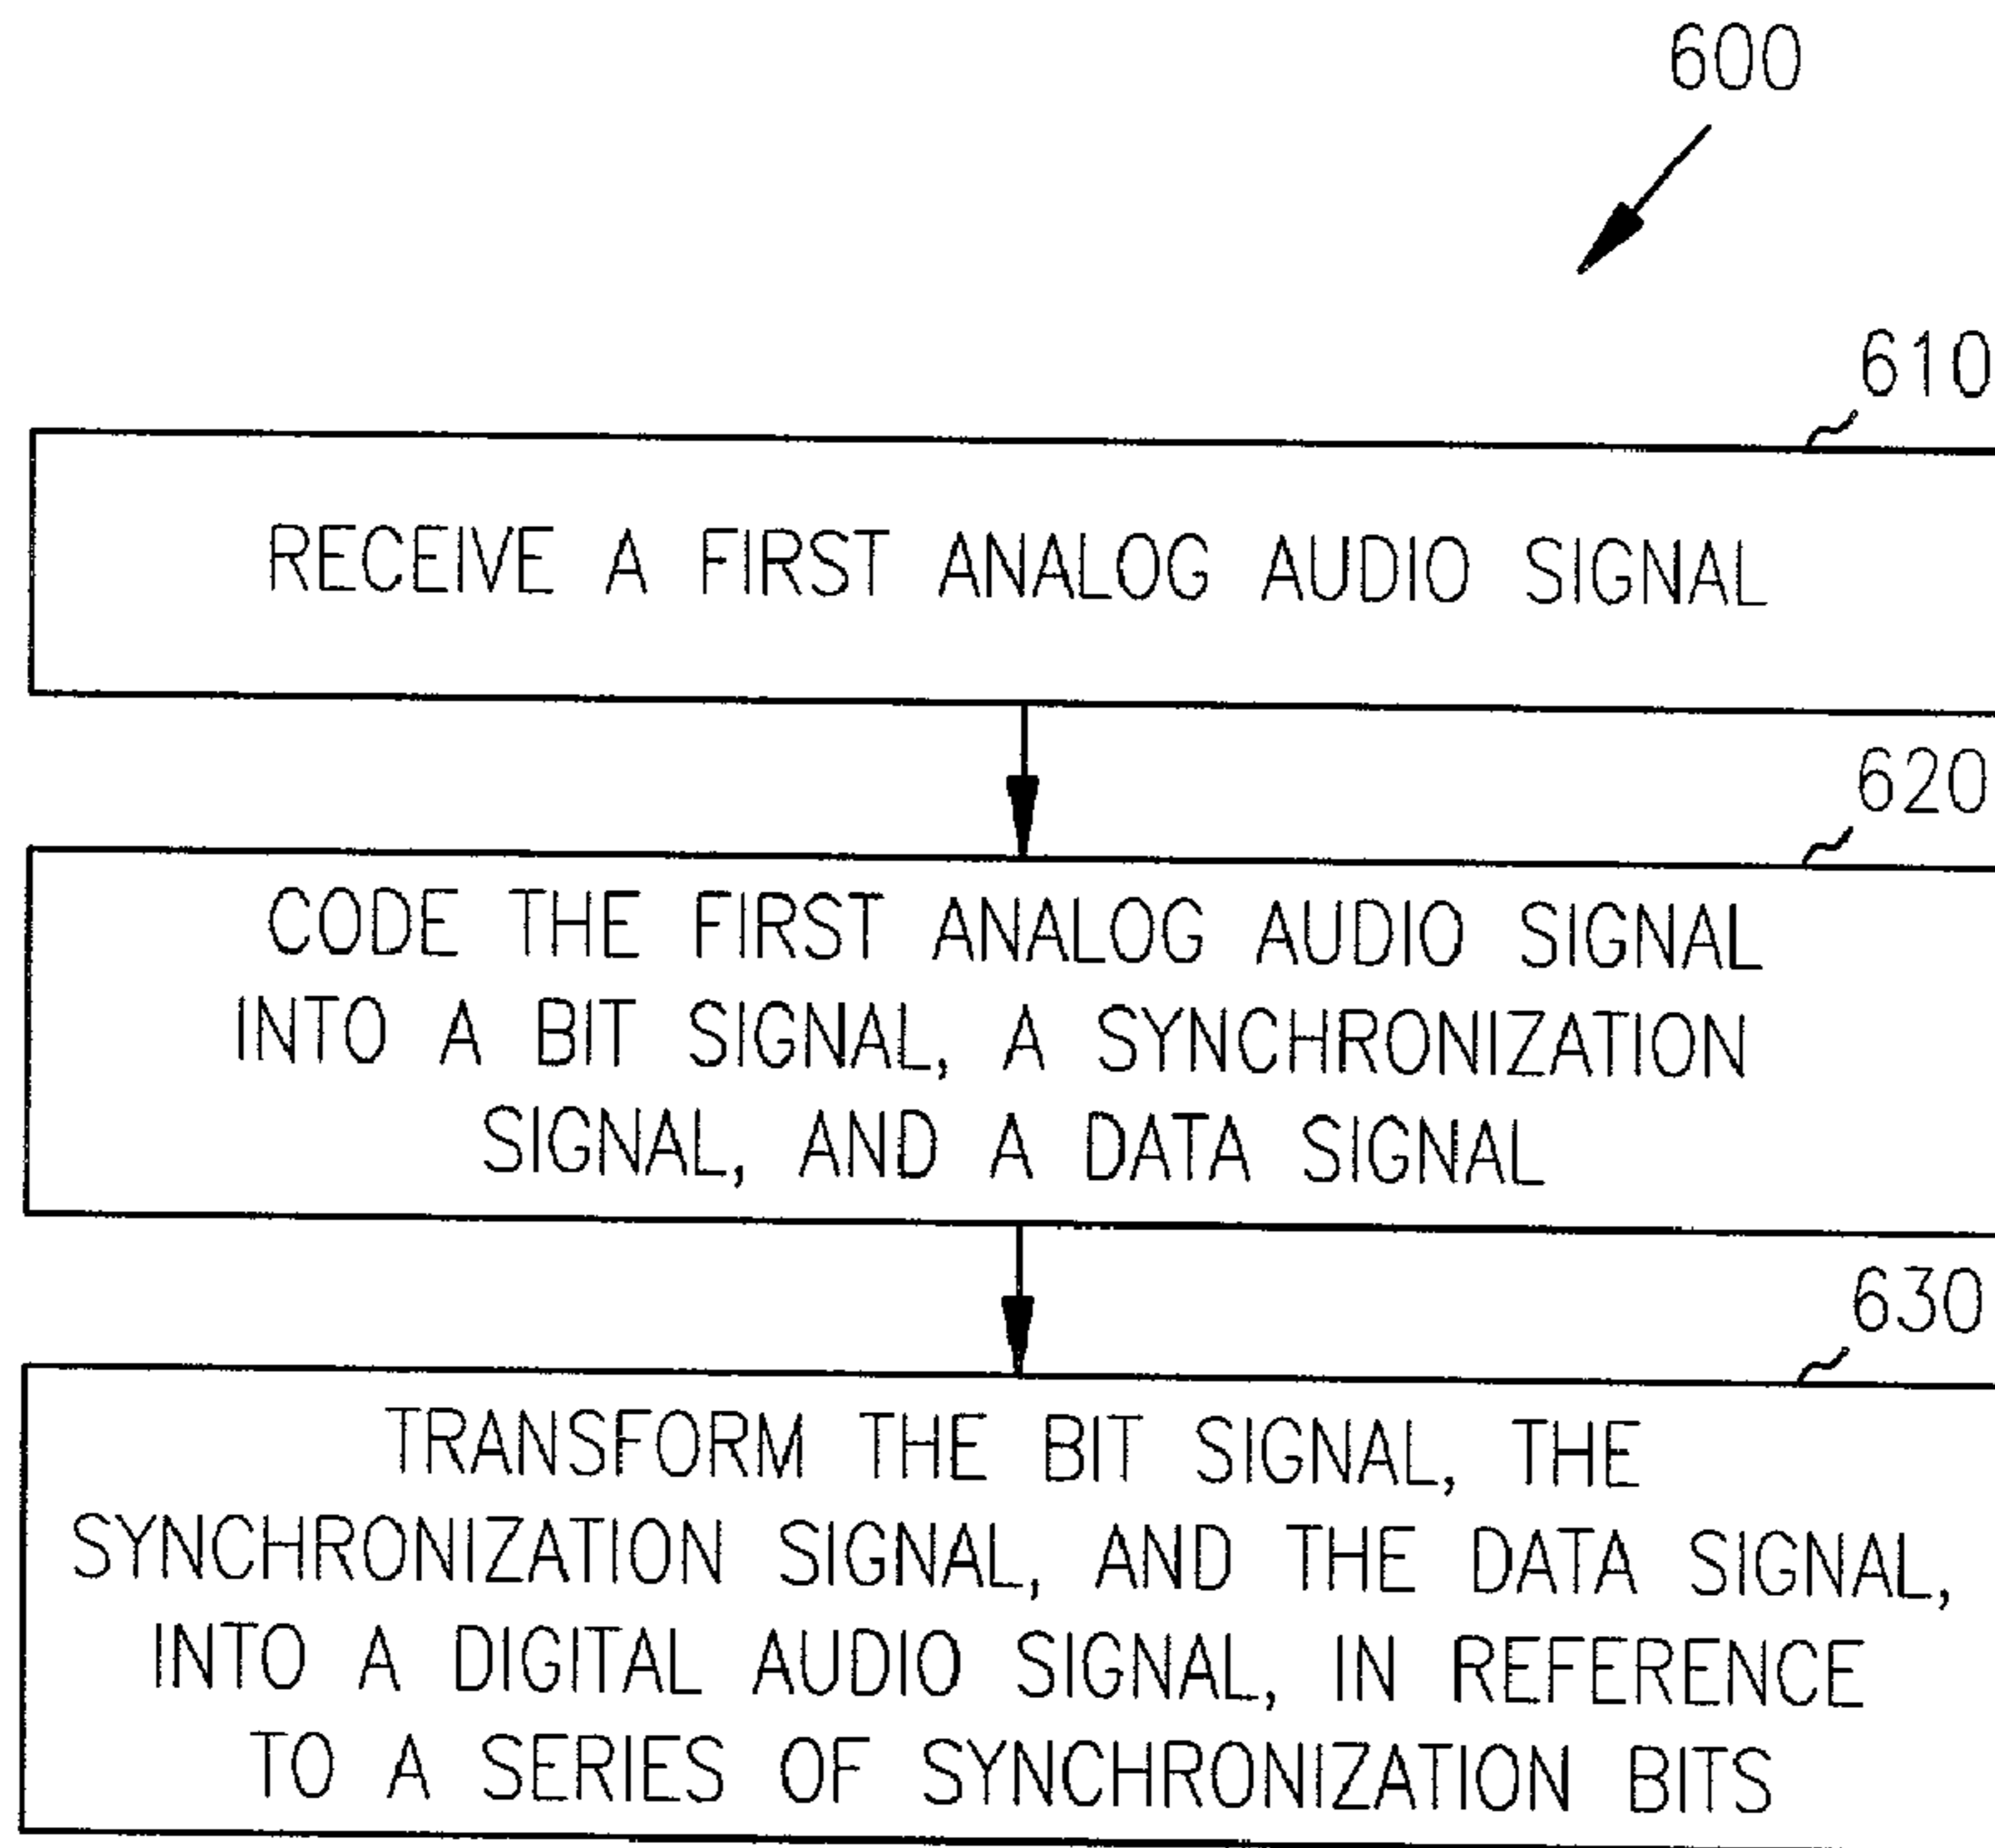 600
610
RECEIVE A FIRST ANALOG AUDIO SIGNAL
620
CODE THE FIRST ANALOG AUDIO SIGNAL
INTO A BIT SIGNAL, A SYNCHRONIZATION
SIGNAL, AND A DATA SIGNAL
630
TRANSFORM THE BIT SIGNAL, THE
SYNCHRONIZATION SIGNAL, AND THE DATA SIGNAL,
INTO A DIGITAL AUDIO SIGNAL, IN REFERENCE
TO A SERIES OF SYNCHRONIZATION BITS